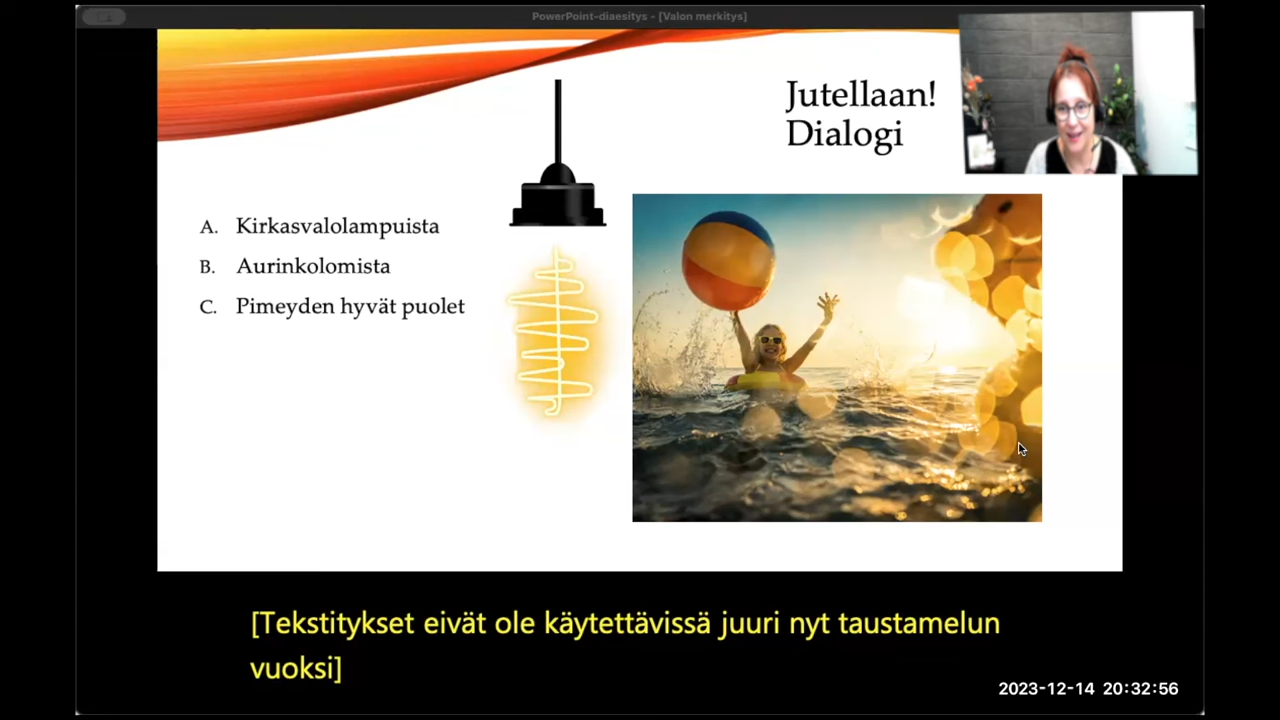 PowerPoint-diaesitys - [Valon merkitys]
Jutellaan!
Dialogi
A. Kirkasvalolampuista
B. Aurinkolomista
C. Pimeyden hyvät puolet
[Tekstitykset eivät ole käytettävissä juuri nyt taustamelun
vuoksi]
2023-12-14 20:32:56